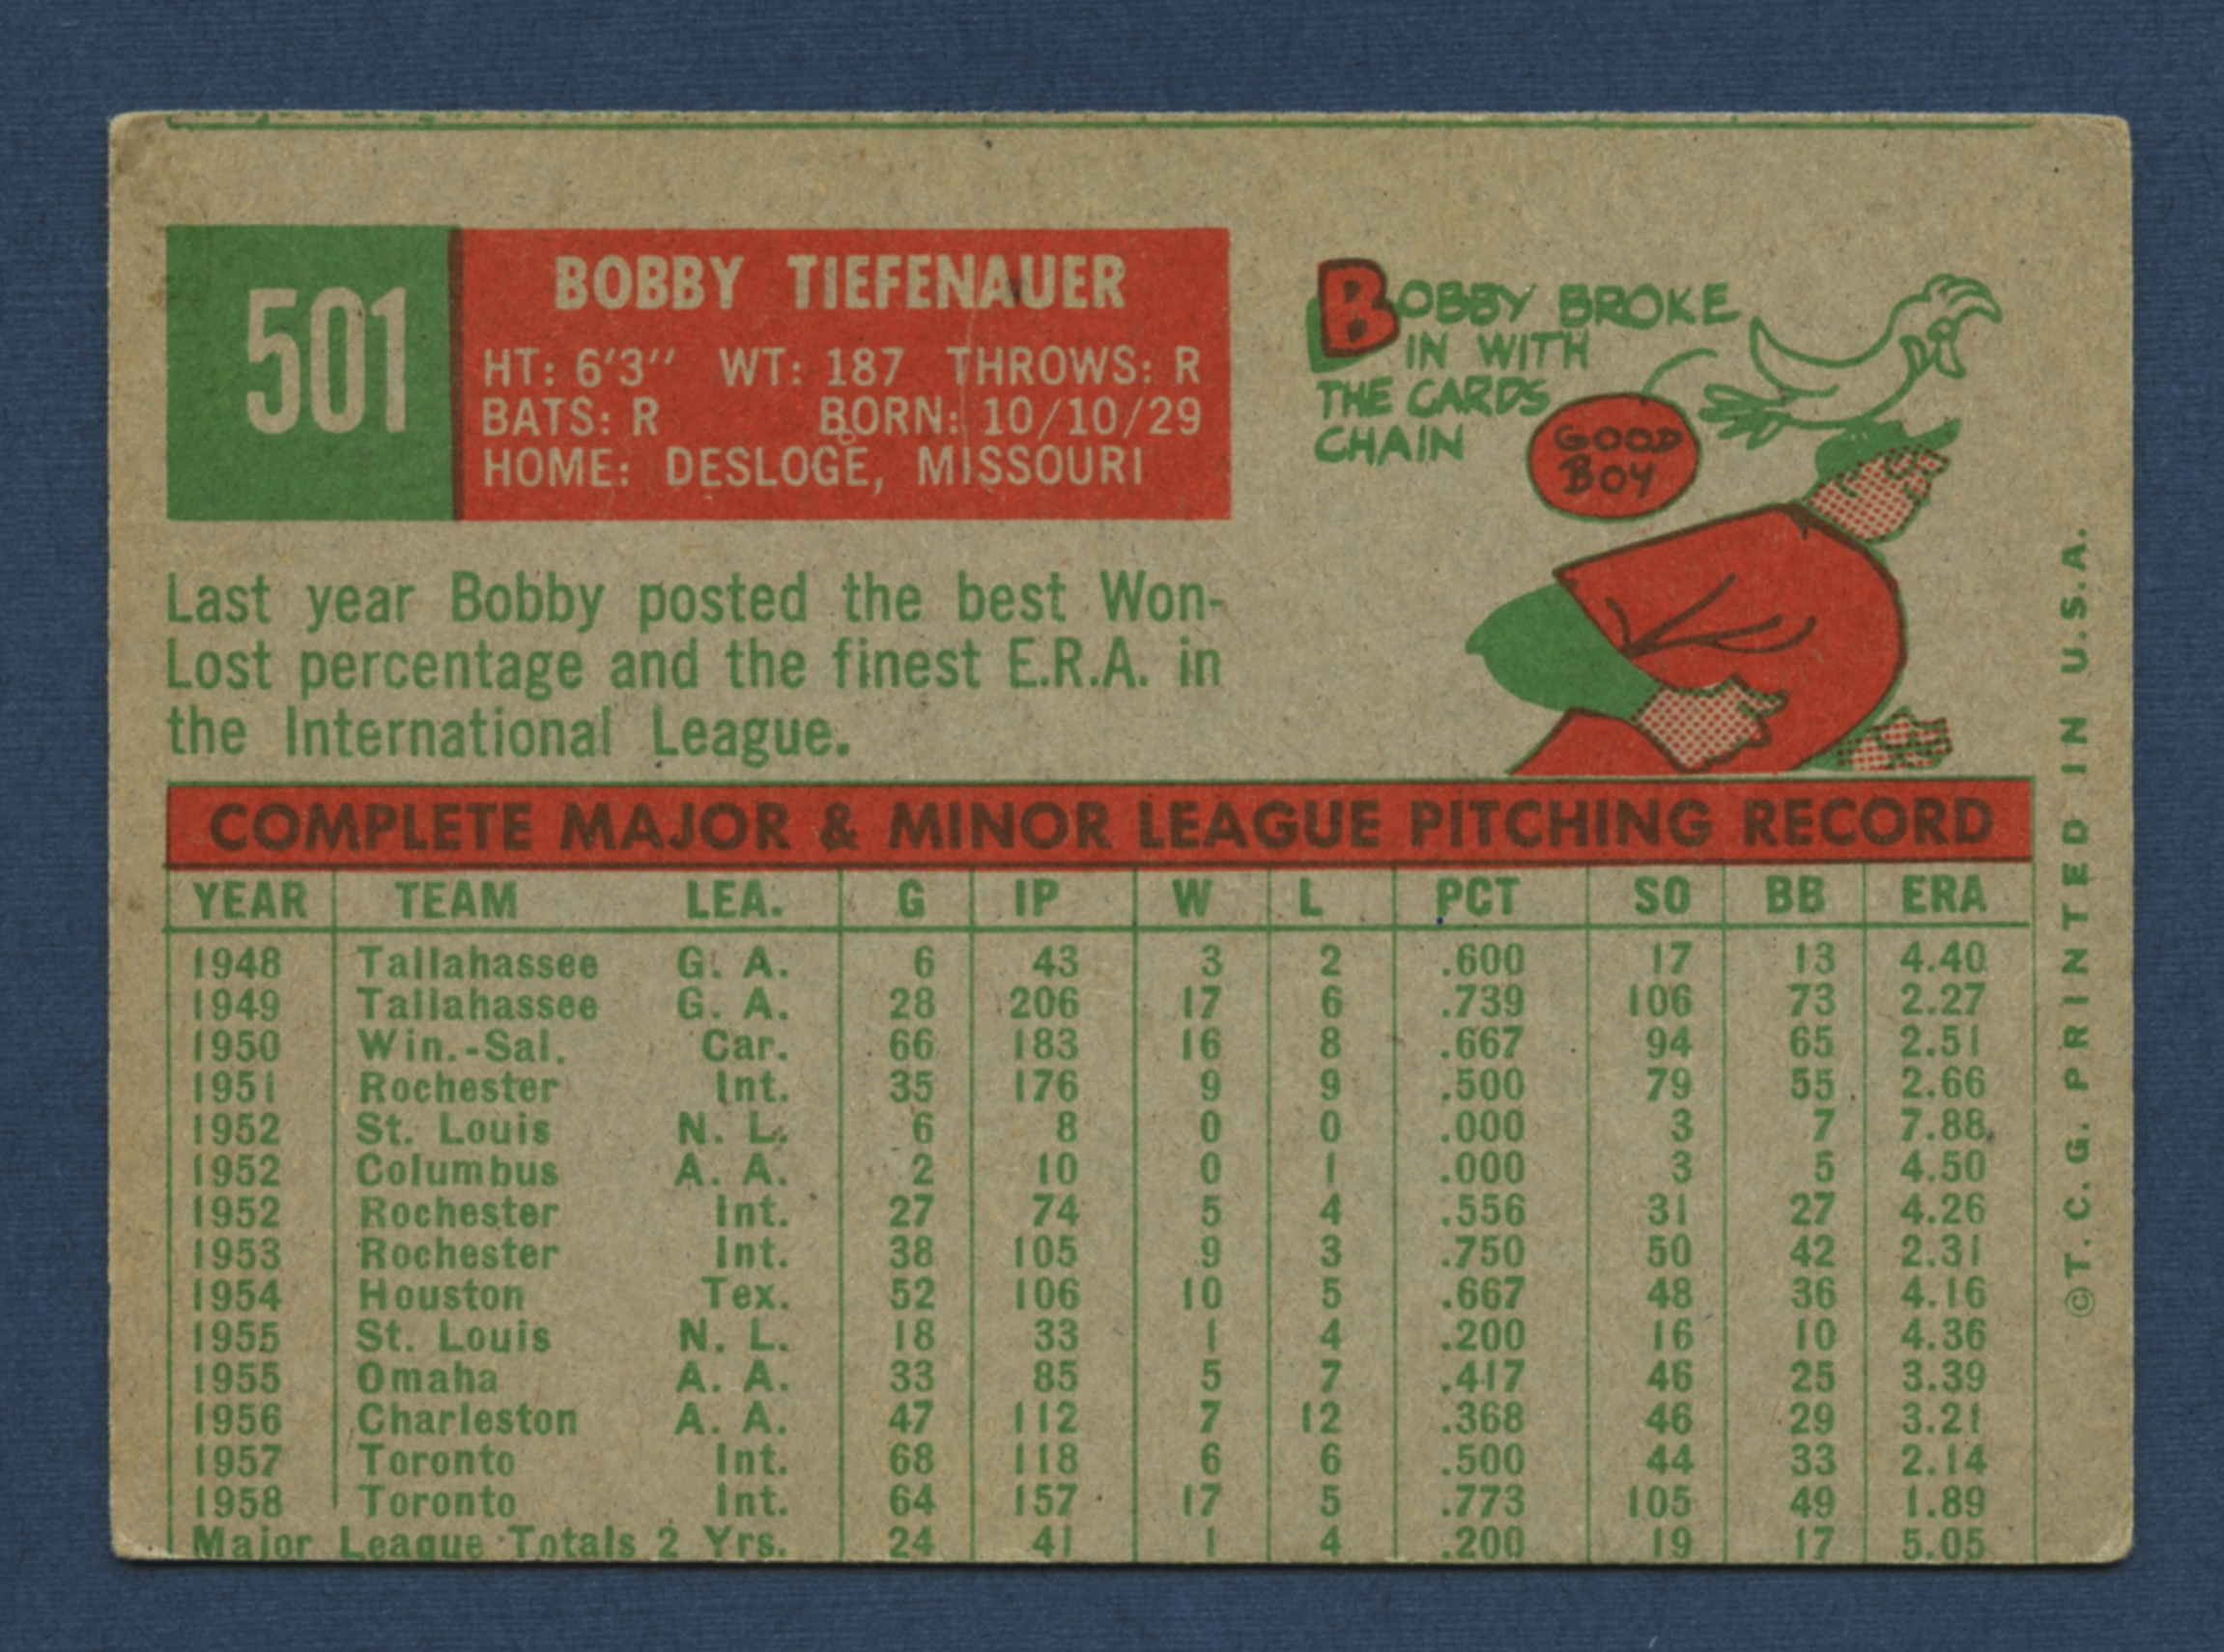 501
BOBBY TIEFENAUER
HT: 6'3" WT: 187 THROWS: R
BATS: R BORN: 10/10/29
HOME: DESLOGE, MISSOURI
BOBBY BROKE
IN WITH
THE CARDS
CHAIN
GOOD
BOY
Last year Bobby posted the best Won-
Lost percentage and the finest E.R.A. in
the International League.
COMPLETE MAJOR & MINOR LEAGUE PITCHING RECORD
YEAR TEAM LEA. G IP W L PCT SO BB ERA
1948 Tallahassee G. A. 6 43 3 2 .600 17 13 4.40
1949 Tallahassee G. A. 28 206 17 6 .739 106 73 2.27
1950 Win.-Sal. Car. 66 183 16 8 .667 94 65 2.51
1951 Rochester Int. 35 176 9 9 .500 79 55 2.66
1952 St. Louis N. L. 6 8 0 0 .000 3 7 7.88
1952 Columbus A. A. 2 10 0 1 .000 3 5 4.50
1952 Rochester Int. 27 74 5 4 .556 31 27 4.26
1953 Rochester Int. 38 105 9 3 .750 50 42 2.31
1954 Houston Tex. 52 106 10 5 .667 48 36 4.16
1955 St. Louis N. L. 18 33 1 4 .200 16 10 4.36
1955 Omaha A. A. 33 85 5 7 .417 46 25 3.39
1956 Charleston A. A. 47 112 7 12 .368 46 29 3.21
1957 Toronto Int. 68 118 6 6 .500 44 33 2.14
1958 Toronto Int. 64 157 17 5 .773 105 49 1.89
Major League Totals 2 Yrs. 24 41 1 4 .200 19 17 5.05
©T. C. G. PRINTED IN U.S.A.